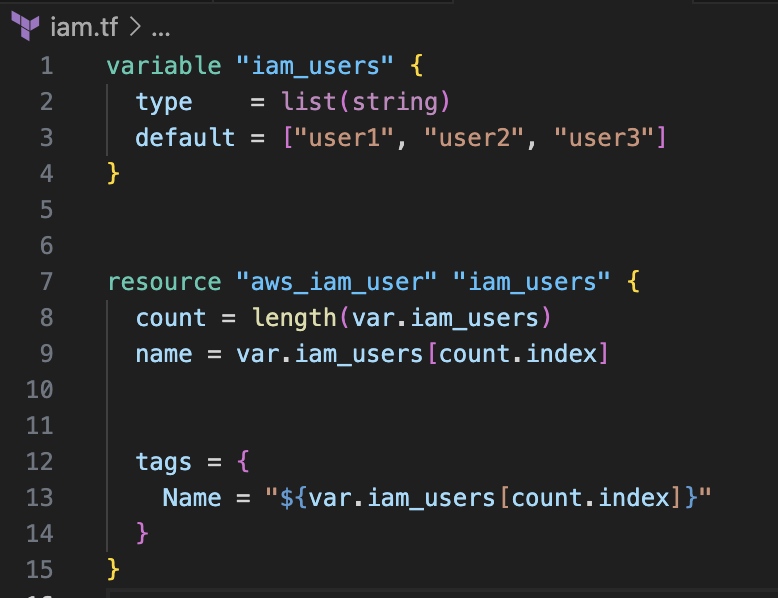 iam.tf > ...
1 variable "iam_users" {
2   type    = list(string)
3   default = ["user1", "user2", "user3"]
4 }
5
6
7 resource "aws_iam_user" "iam_users" {
8   count = length(var.iam_users)
9   name = var.iam_users[count.index]
10
11
12   tags = {
13     Name = "${var.iam_users[count.index]}"
14   }
15 }